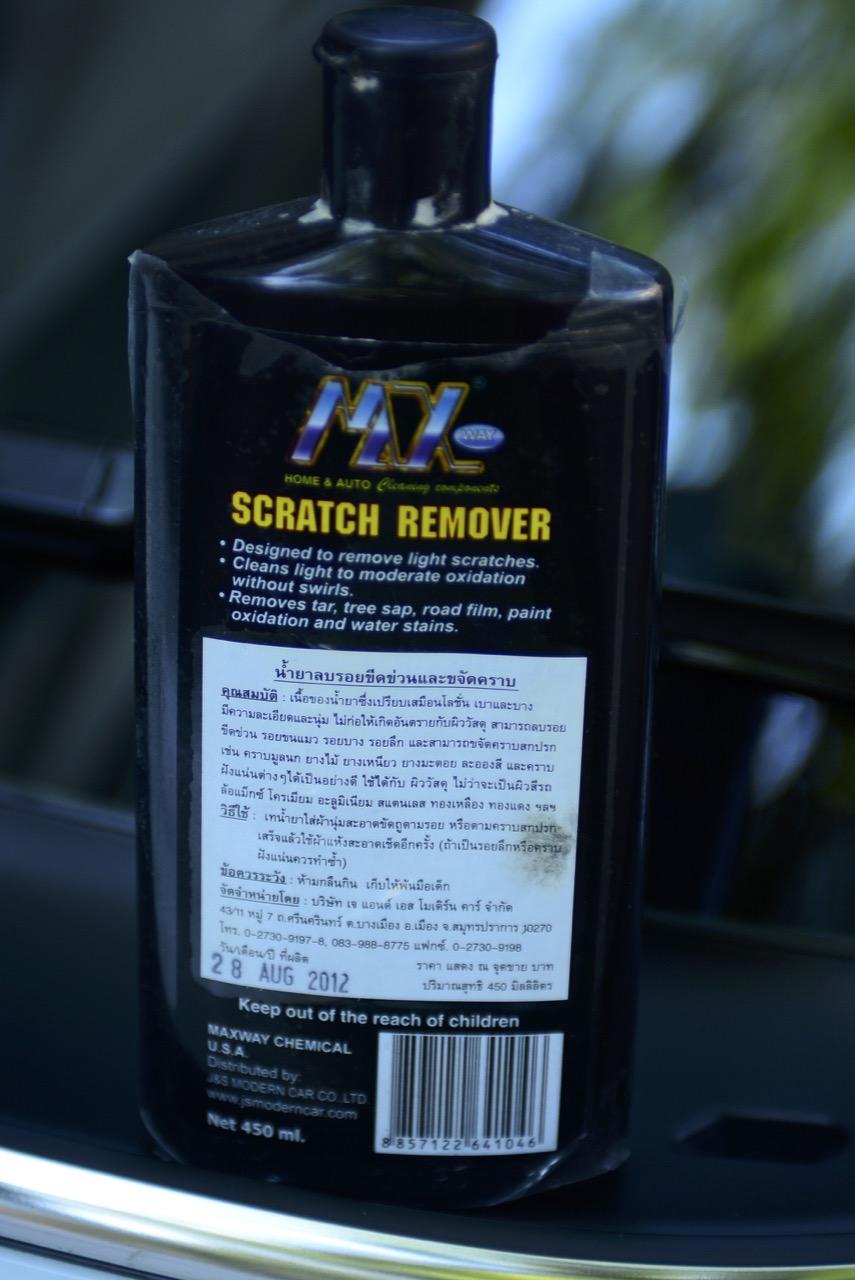 MAX
WAY
HOME & AUTO Cleaning components
SCRATCH REMOVER
• Designed to remove light scratches.
• Cleans light to moderate oxidation
without swirls.
• Removes tar, tree sap, road film, paint
oxidation and water stains.
น้ำยาลบรอยขีดข่วนและขจัดคราบ
คุณสมบัติ : เนื้อของน้ำยาซึ่งเปรียบเสมือนโลชั่น เบาและบาง
มีความละเอียดและนุ่ม ไม่ก่อให้เกิดอันตรายกับผิววัสดุ สามารถลบรอย
ขีดข่วน รอยขนแมว รอยบาง รอยลึก และสามารถขจัดคราบสกปรก
เช่น คราบมูลนก ยางไม้ ยางเหนียว ยางมะตอย ละอองสี และคราบ
ฝังแน่นต่างๆได้เป็นอย่างดี ใช้ได้กับ ผิววัสดุ ไม่ว่าจะเป็นผิวสีรถ
ล้อแม็กซ์ โครเมียม อะลูมิเนียม สแตนเลส ทองเหลือง ทองแดง ฯลฯ
วิธีใช้ : เทน้ำยาใส่ผ้านุ่มสะอาดขัดถูตามรอย หรือตามคราบสกปรก
เสร็จแล้วใช้ผ้าแห้งสะอาดเช็ดอีกครั้ง (ถ้าเป็นรอยลึกหรือคราบ
ฝังแน่นควรทำซ้ำ)
ข้อควรระวัง : ห้ามกลืนกิน เก็บให้พ้นมือเด็ก
จัดจำหน่ายโดย : บริษัท เจ แอนด์ เอส โมเดิร์น คาร์ จำกัด
43/11 หมู่ 7 ถ.ศรีนครินทร์ ต.บางเมือง อ.เมือง จ.สมุทรปราการ 10270
โทร. 0-2730-9197-8, 083-988-8775 แฟกซ์. 0-2730-9198
วัน/เดือน/ปี ที่ผลิต ราคา แสดง ณ จุดขาย บาท
28 AUG 2012 ปริมาณสุทธิ 450 มิลลิลิตร
Keep out of the reach of children
MAXWAY CHEMICAL
U.S.A.
Distributed by:
J&S MODERN CAR CO.,LTD.
www.jsmoderncar.com
Net 450 ml.
8 857122 641046